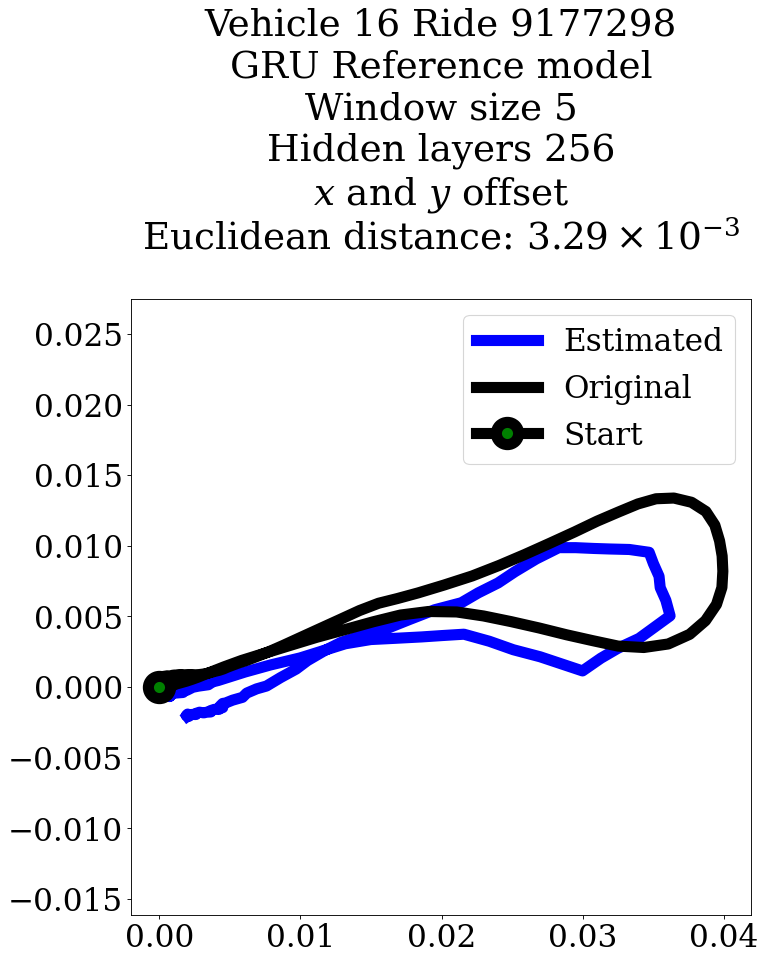 Vehicle 16 Ride 9177298
GRU Reference model
Window size 5
Hidden layers 256
x and y offset
Euclidean distance: 3.29 × 10⁻³
Estimated
Original
Start
0.025
0.020
0.015
0.010
0.005
0.000
−0.005
−0.010
−0.015
0.00 0.01 0.02 0.03 0.04